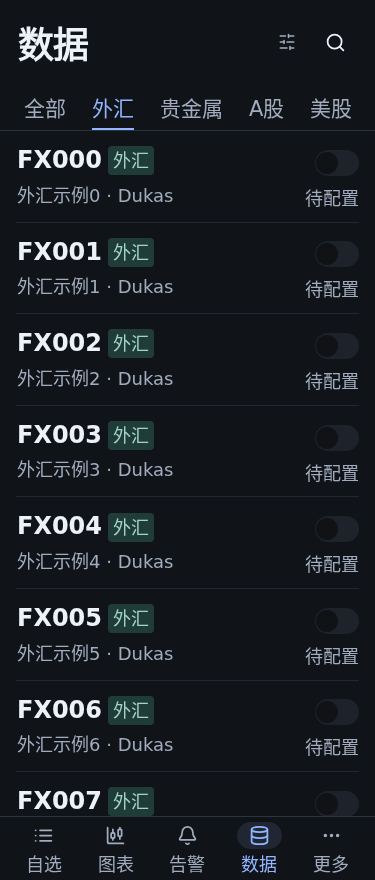 数据
全部 外汇 贵金属 A股 美股
FX000 外汇
外汇示例0 · Dukas 待配置
FX001 外汇
外汇示例1 · Dukas 待配置
FX002 外汇
外汇示例2 · Dukas 待配置
FX003 外汇
外汇示例3 · Dukas 待配置
FX004 外汇
外汇示例4 · Dukas 待配置
FX005 外汇
外汇示例5 · Dukas 待配置
FX006 外汇
外汇示例6 · Dukas 待配置
FX007 外汇
自选 图表 告警 数据 更多